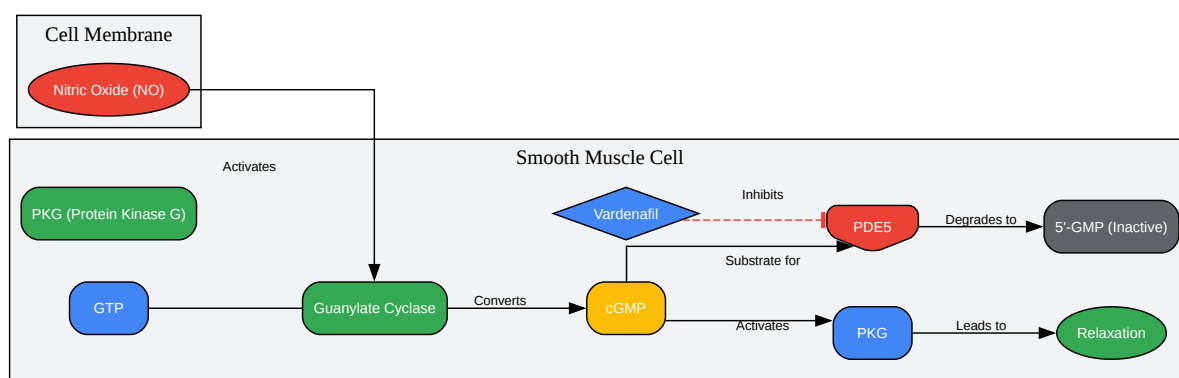 Cell Membrane
Nitric Oxide (NO)
Smooth Muscle Cell
Activates
PKG (Protein Kinase G)
Vardenafil
Inhibits
PDE5
Degrades to
5'-GMP (Inactive)
Substrate for
GTP
Guanylate Cyclase
Converts
cGMP
Activates
PKG
Leads to
Relaxation